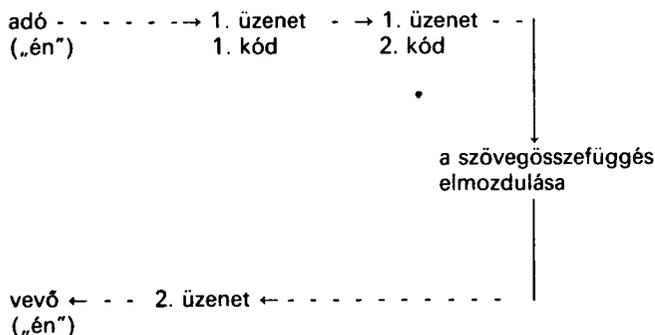 adó - - - - - -→ 1. üzenet - → 1. üzenet - -
(„én”) 1. kód 2. kód
a szövegösszefüggés
elmozdulása
vevő ← - - 2. üzenet ← - - - - - - - - - -
(„én”)